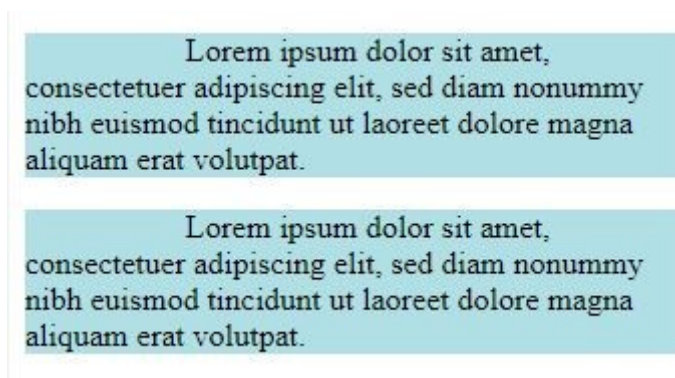 Lorem ipsum dolor sit amet,
consectetuer adipiscing elit, sed diam nonummy
nibh euismod tincidunt ut laoreet dolore magna
aliquam erat volutpat.
Lorem ipsum dolor sit amet,
consectetuer adipiscing elit, sed diam nonummy
nibh euismod tincidunt ut laoreet dolore magna
aliquam erat volutpat.